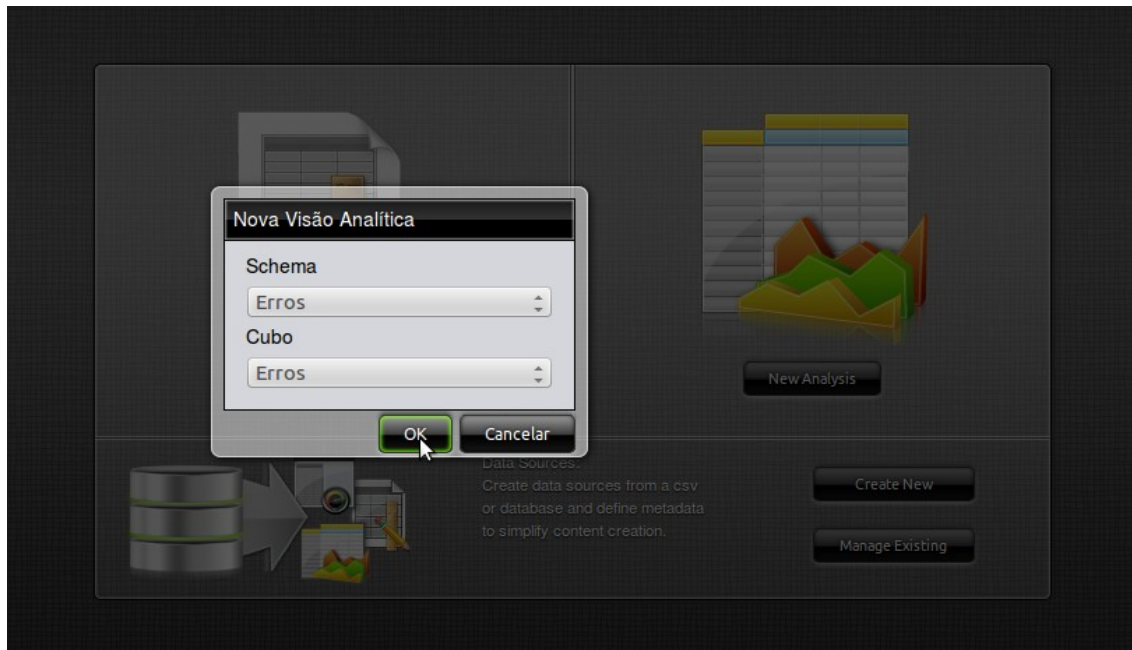 Nova Visão Analítica
Schema
Erros
Cubo
Erros
OK
Cancelar
New Analysis
Data Sources:
Create data sources from a csv
or database and define metadata
to simplify content creation.
Create New
Manage Existing